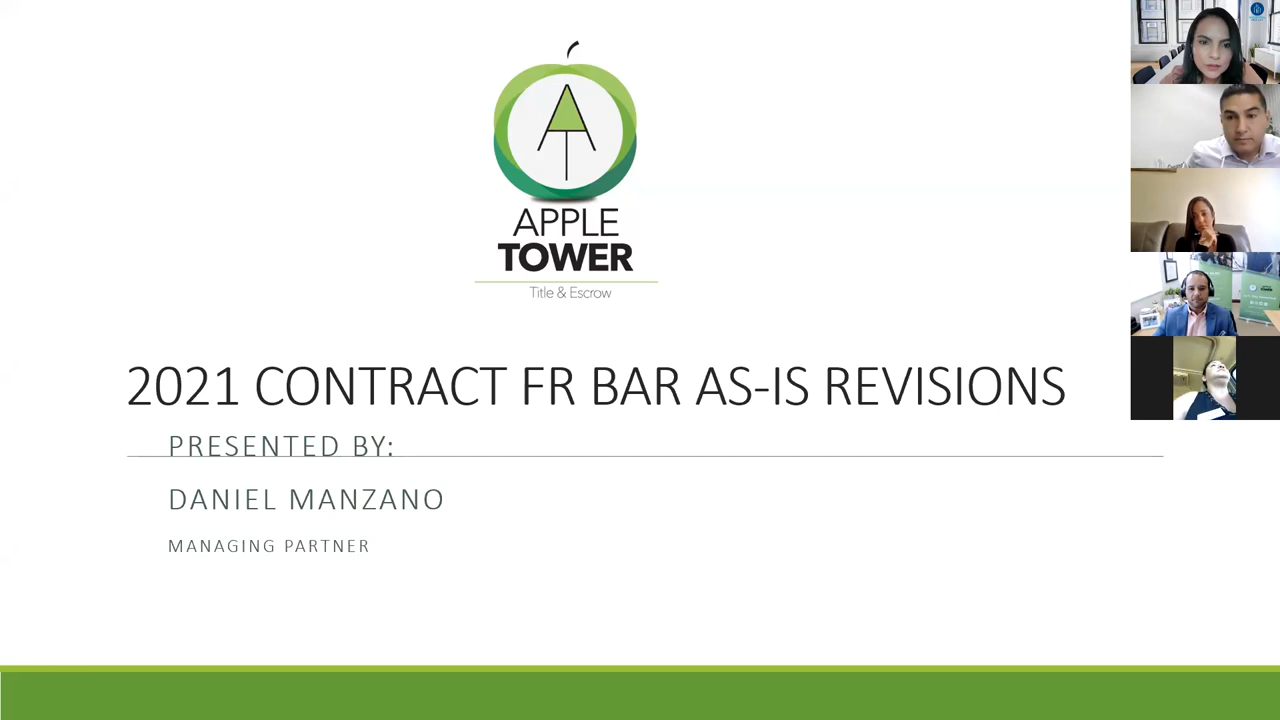 APPLE
TOWER
Title & Escrow
2021 CONTRACT FR BAR AS-IS REVISIONS
PRESENTED BY:
DANIEL MANZANO
MANAGING PARTNER